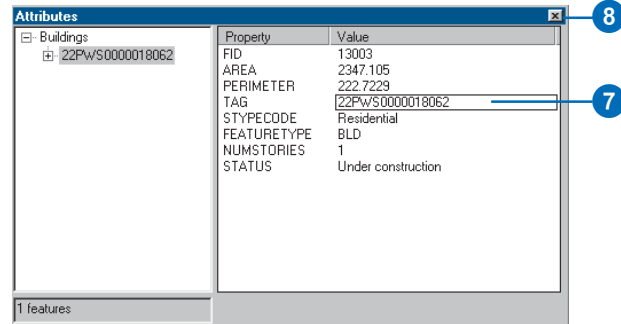 Attributes
8
Buildings
22PWS0000018062
Property Value
FID 13003
AREA 2347.105
PERIMETER 222.7229
TAG 22PWS0000018062
7
STYPECODE Residential
FEATURETYPE BLD
NUMSTORIES 1
STATUS Under construction
1 features